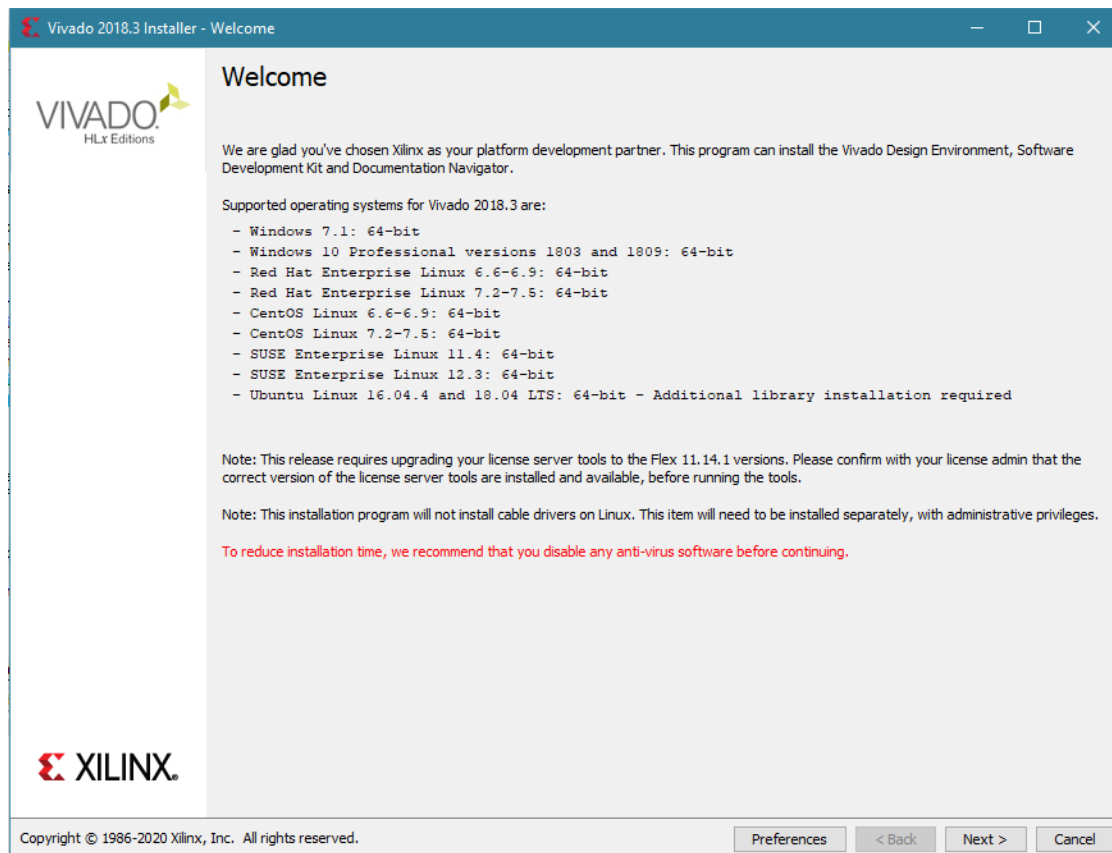 Vivado 2018.3 Installer - Welcome
VIVADO.
HLx Editions
Welcome
We are glad you've chosen Xilinx as your platform development partner. This program can install the Vivado Design Environment, Software
Development Kit and Documentation Navigator.
Supported operating systems for Vivado 2018.3 are:
- Windows 7.1: 64-bit
- Windows 10 Professional versions 1803 and 1809: 64-bit
- Red Hat Enterprise Linux 6.6-6.9: 64-bit
- Red Hat Enterprise Linux 7.2-7.5: 64-bit
- CentOS Linux 6.6-6.9: 64-bit
- CentOS Linux 7.2-7.5: 64-bit
- SUSE Enterprise Linux 11.4: 64-bit
- SUSE Enterprise Linux 12.3: 64-bit
- Ubuntu Linux 16.04.4 and 18.04 LTS: 64-bit - Additional library installation required
Note: This release requires upgrading your license server tools to the Flex 11.14.1 versions. Please confirm with your license admin that the
correct version of the license server tools are installed and available, before running the tools.
Note: This installation program will not install cable drivers on Linux. This item will need to be installed separately, with administrative privileges.
To reduce installation time, we recommend that you disable any anti-virus software before continuing.
XILINX.
Copyright © 1986-2020 Xilinx, Inc. All rights reserved.
Preferences
< Back
Next >
Cancel